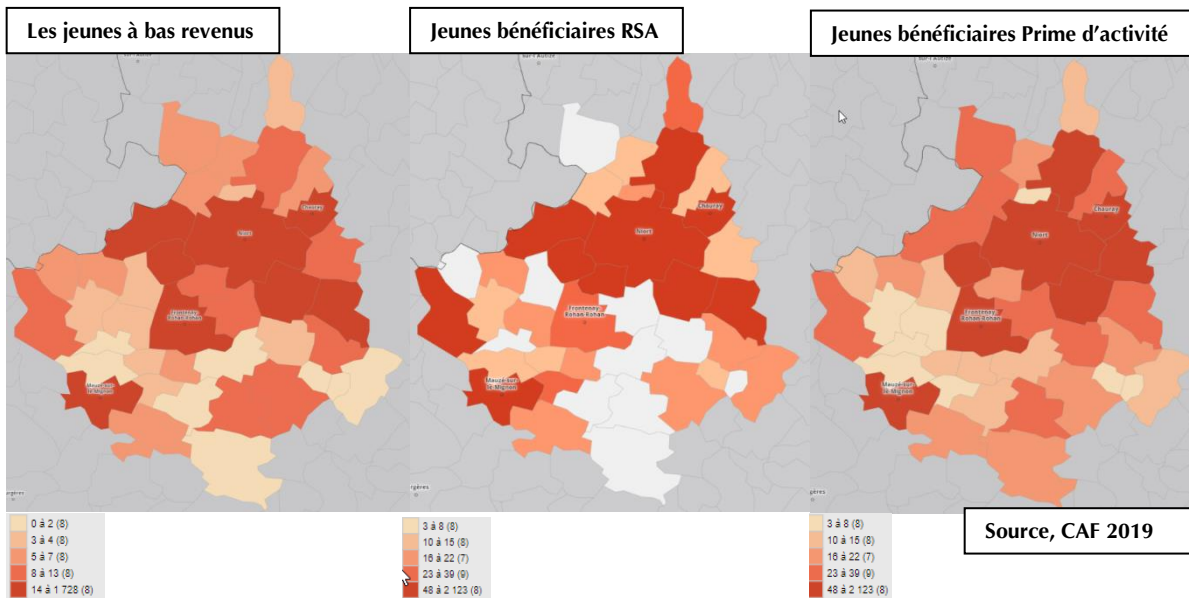 Les jeunes à bas revenus
Jeunes bénéficiaires RSA
Jeunes bénéficiaires Prime d'activité
Chauray
Niort
Frontenay-
Rohan-Rohan
Mauzé-sur-
le-Mignon
Chauray
Niort
Frontenay-
Rohan-Rohan
Mauzé-sur-
le-Mignon
Chauray
Niort
Frontenay-
Rohan-Rohan
Mauzé-sur-
le-Mignon
0 à 2 (8)
3 à 4 (8)
5 à 7 (8)
8 à 13 (8)
14 à 1 728 (8)
3 à 8 (8)
10 à 15 (8)
16 à 22 (7)
23 à 39 (9)
48 à 2 123 (8)
3 à 8 (8)
10 à 15 (8)
16 à 22 (7)
23 à 39 (9)
48 à 2 123 (8)
Source, CAF 2019